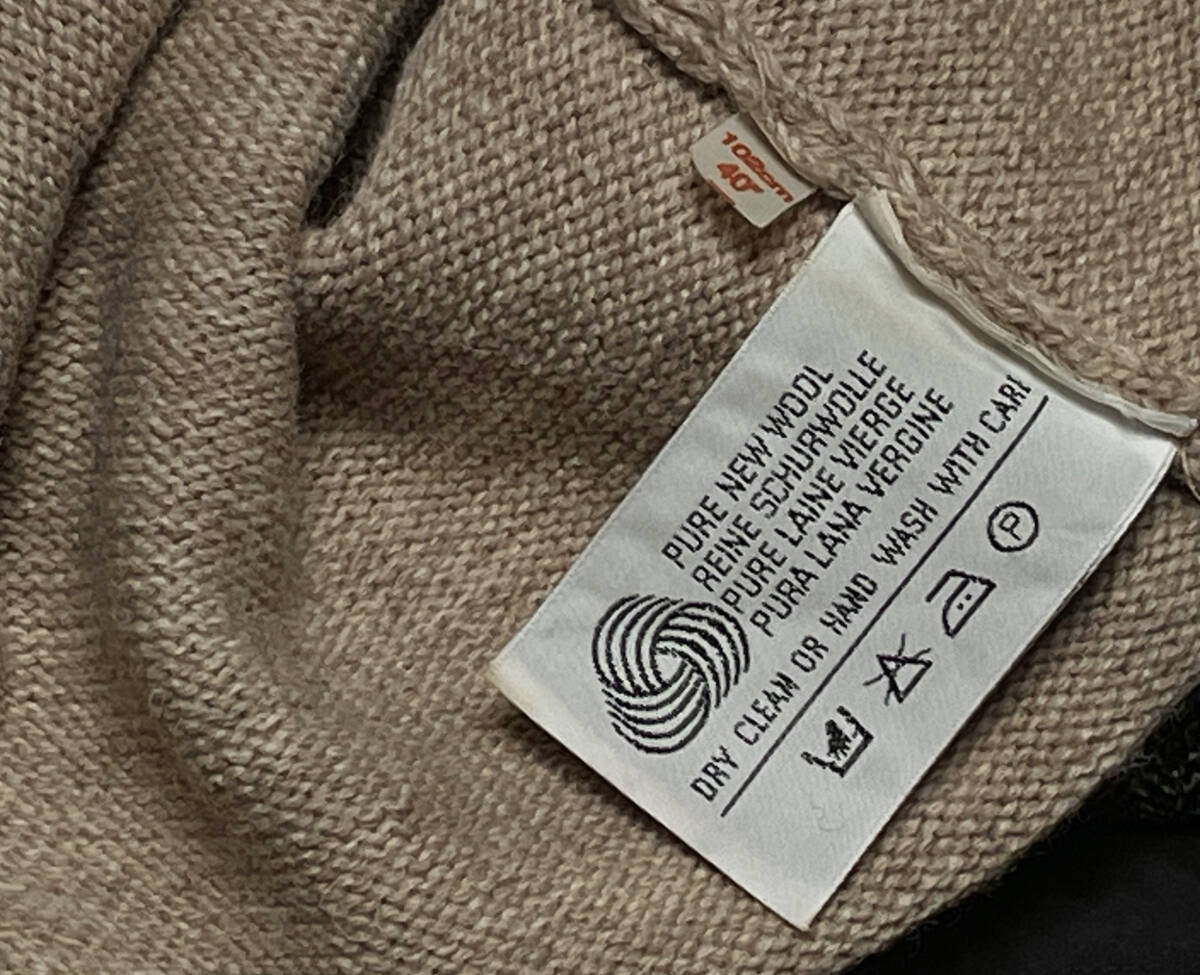 102cm
40"
PURE NEW WOOL
REINE SCHURWOLLE
PURE LAINE VIERGE
PURA LANA VERGINE
DRY CLEAN OR HAND WASH WITH CARE
P